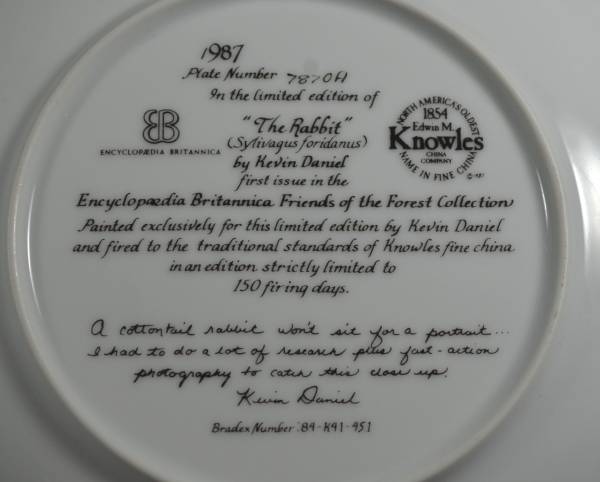 1987
Plate Number 7870H
In the limited edition of
"The Rabbit"
(Sylivagus foridanus)
by Kevin Daniel
first issue in the
ENCYCLOPÆDIA BRITANNICA
NORTH AMERICA'S OLDEST
1854
Edwin M.
Knowles
CHINA
COMPANY
NAME IN FINE CHINA
Encyclopædia Britannica Friends of the Forest Collection
Painted exclusively for this limited edition by Kevin Daniel
and fired to the traditional standards of Knowles fine china
in an edition strictly limited to
150 firing days.
A cottontail rabbit won't sit for a portrait...
I had to do a lot of research plus fast-action
photography to catch this close up.
Kevin Daniel
Bradex Number: 84-K41-45.1